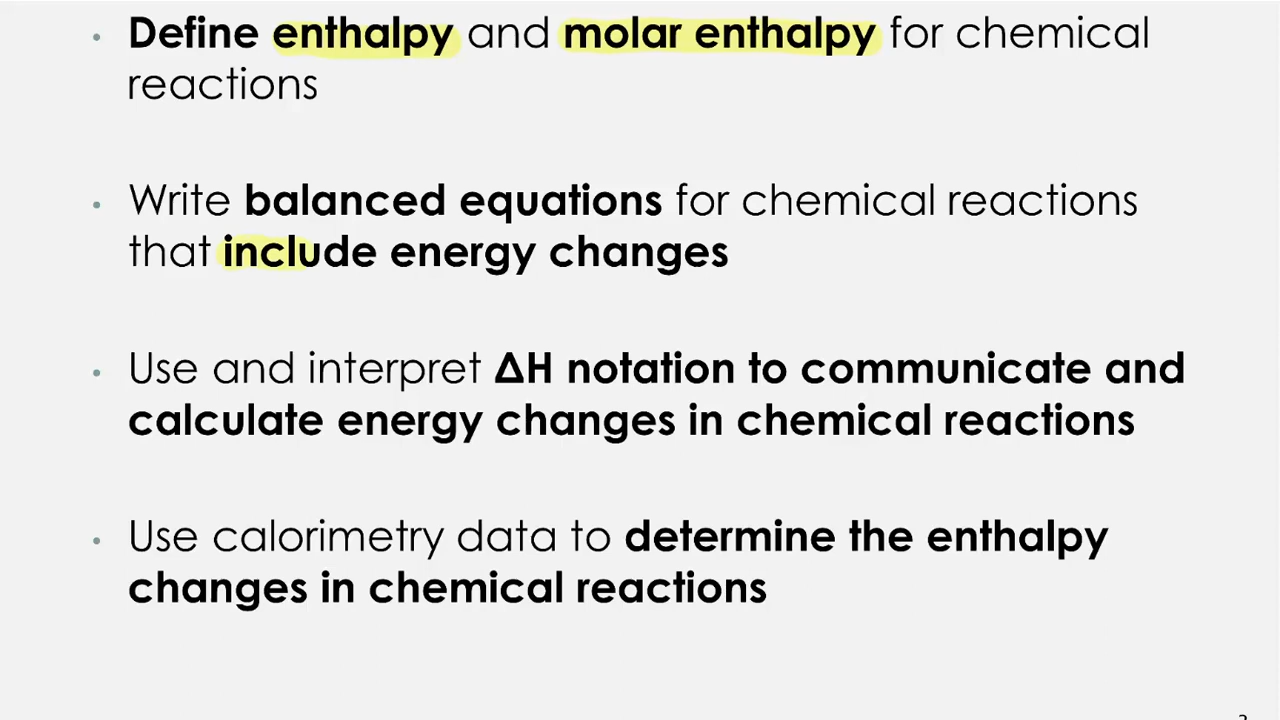 • Define enthalpy and molar enthalpy for chemical
reactions
• Write balanced equations for chemical reactions
that include energy changes
• Use and interpret ΔH notation to communicate and
calculate energy changes in chemical reactions
• Use calorimetry data to determine the enthalpy
changes in chemical reactions